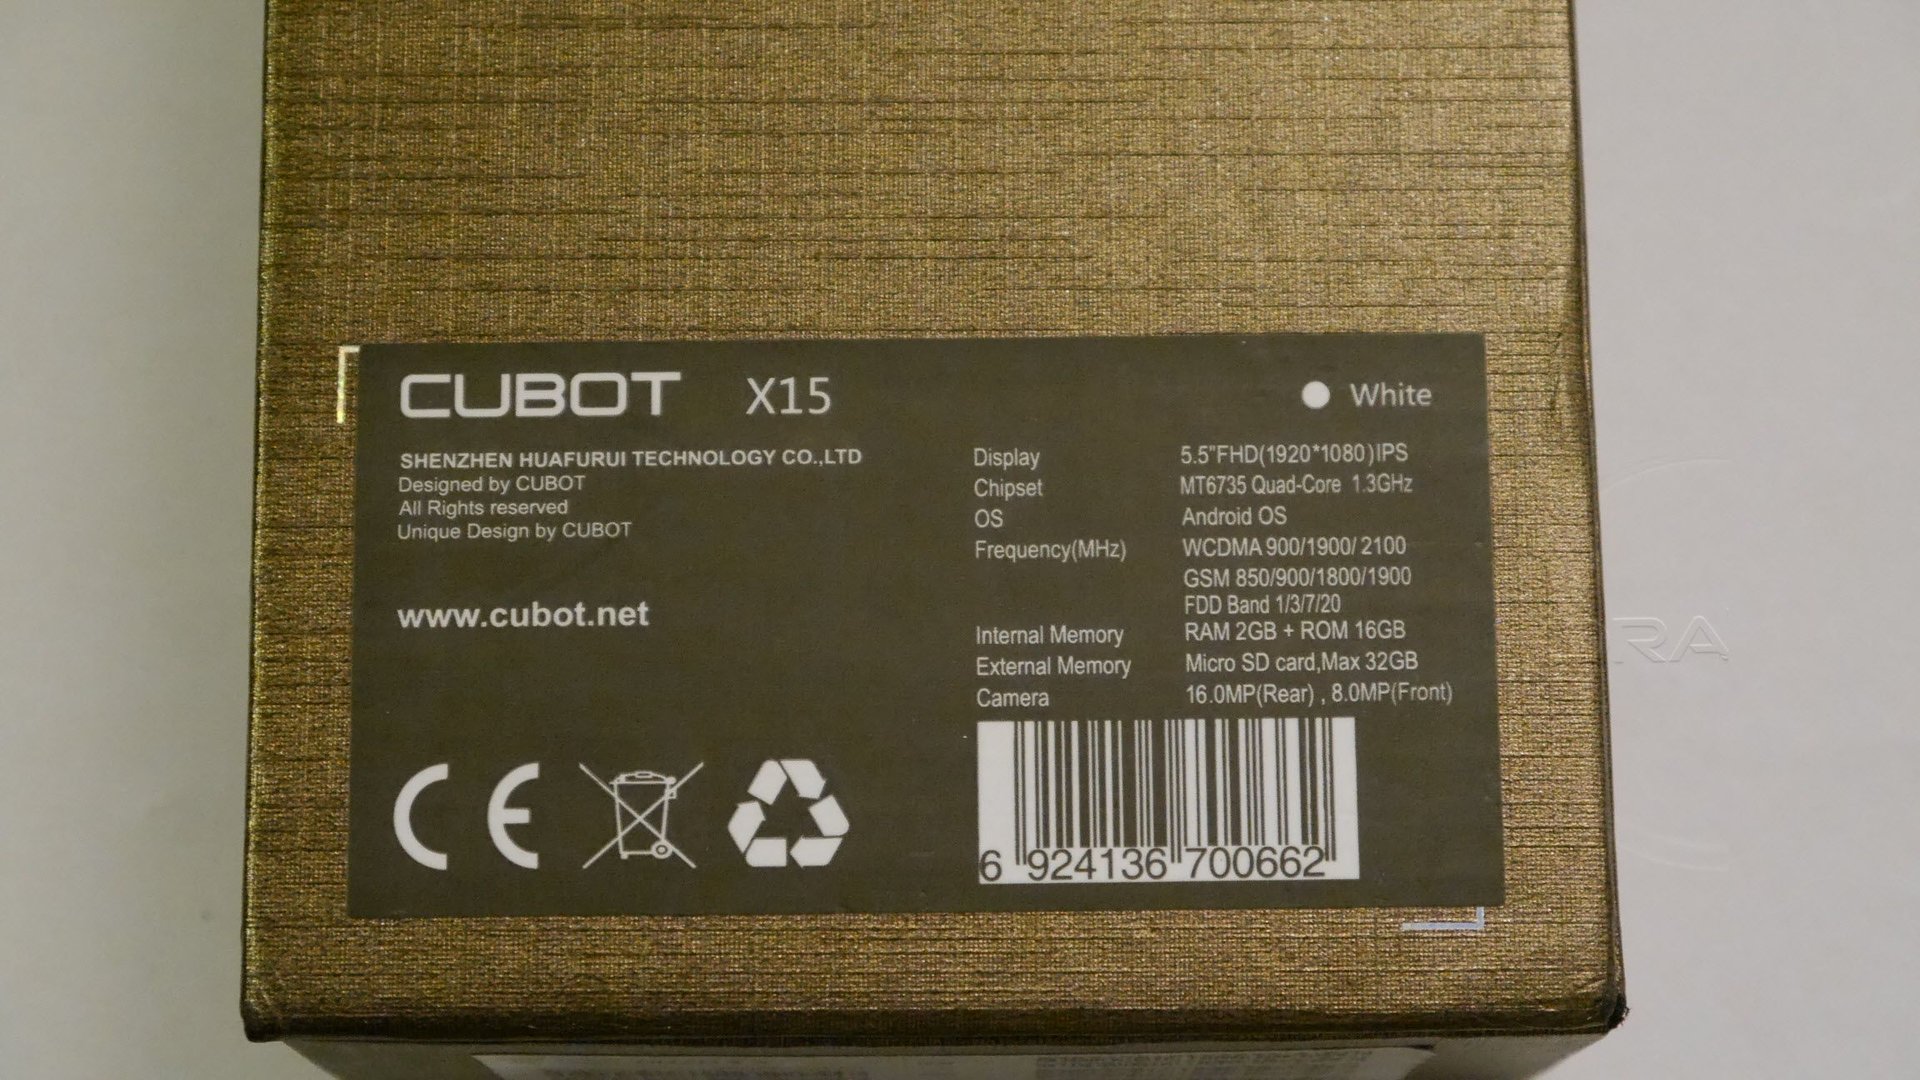 CUBOT X15
White
SHENZHEN HUAFURUI TECHNOLOGY CO.,LTD
Designed by CUBOT
All Rights reserved
Unique Design by CUBOT
www.cubot.net
Display 5.5"FHD(1920*1080)IPS
Chipset MT6735 Quad-Core 1.3GHz
OS Android OS
Frequency(MHz) WCDMA 900/1900/2100
GSM 850/900/1800/1900
FDD Band 1/3/7/20
Internal Memory RAM 2GB + ROM 16GB
External Memory Micro SD card,Max 32GB
Camera 16.0MP(Rear) , 8.0MP(Front)
CE
6 924136 700662
RA